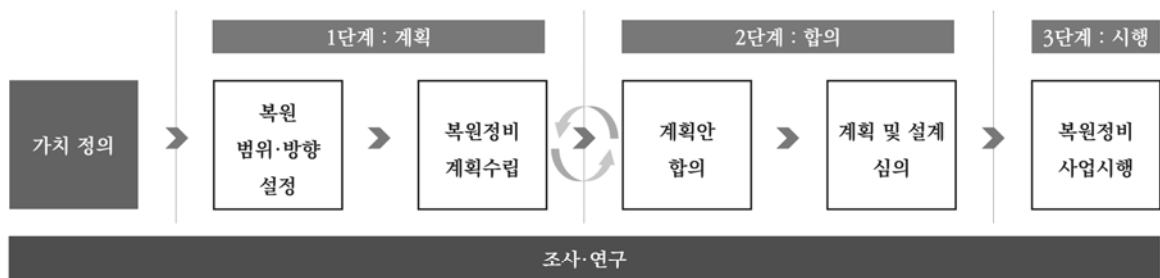 1단계 : 계획
2단계 : 합의
3단계 : 시행
가치 정의
복원
범위·방향
설정
복원정비
계획수립
계획안
합의
계획 및 설계
심의
복원정비
사업시행
조사·연구